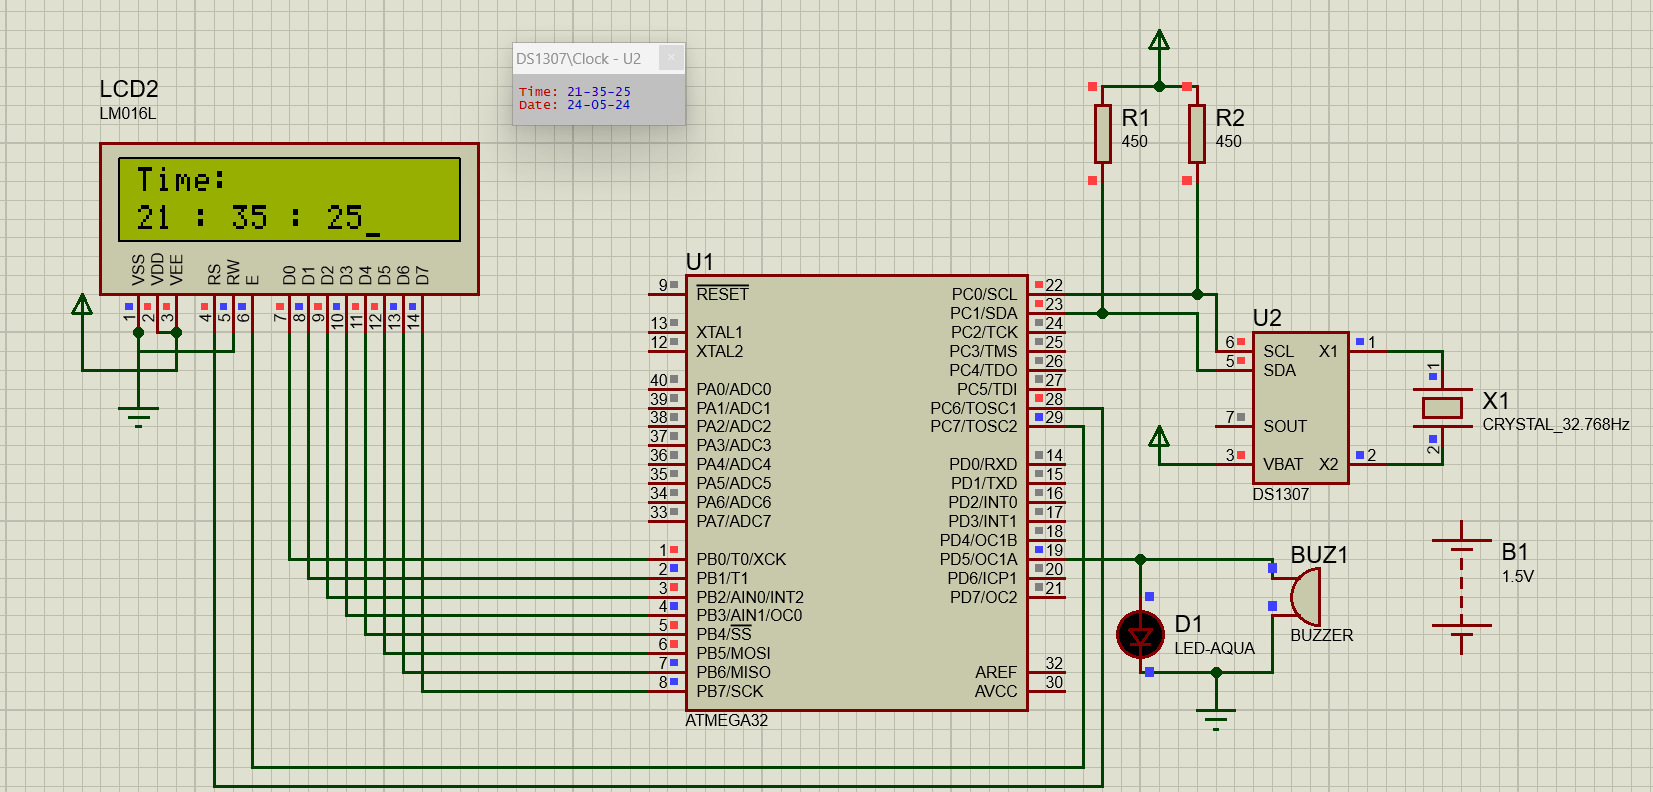 DS1307\Clock - U2
Time: 21-35-25
Date: 24-05-24
LCD2
LM016L
Time:
21 : 35 : 25_
VSS
VDD
VEE
RS
RW
E
D0
D1
D2
D3
D4
D5
D6
D7
1
2
3
4
5
6
7
8
9
10
11
12
13
14
R1
450
R2
450
U1
9 RESET
13 XTAL1
12 XTAL2
40 PA0/ADC0
39 PA1/ADC1
38 PA2/ADC2
37 PA3/ADC3
36 PA4/ADC4
35 PA5/ADC5
34 PA6/ADC6
33 PA7/ADC7
1 PB0/T0/XCK
2 PB1/T1
3 PB2/AIN0/INT2
4 PB3/AIN1/OC0
5 PB4/SS
6 PB5/MOSI
7 PB6/MISO
8 PB7/SCK
PC0/SCL 22
PC1/SDA 23
PC2/TCK 24
PC3/TMS 25
PC4/TDO 26
PC5/TDI 27
PC6/TOSC1 28
PC7/TOSC2 29
PD0/RXD 14
PD1/TXD 15
PD2/INT0 16
PD3/INT1 17
PD4/OC1B 18
PD5/OC1A 19
PD6/ICP1 20
PD7/OC2 21
AREF 32
AVCC 30
ATMEGA32
U2
6 SCL
5 SDA
7 SOUT
3 VBAT
X1 1
X2 2
DS1307
1
2
X1
CRYSTAL_32.768Hz
BUZ1
BUZZER
D1
LED-AQUA
B1
1.5V